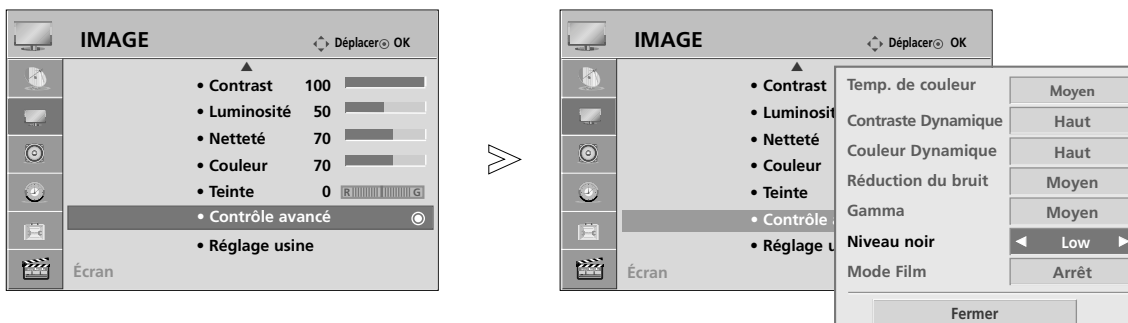 IMAGE
Déplacer OK
• Contrast 100
• Luminosité 50
• Netteté 70
• Couleur 70
• Teinte 0 R G
• Contrôle avancé
• Réglage usine
Écran
IMAGE
Déplacer OK
• Contrast
• Luminosit
• Netteté
• Couleur
• Teinte
• Contrôle
• Réglage u
Écran
Temp. de couleur Moyen
Contraste Dynamique Haut
Couleur Dynamique Haut
Réduction du bruit Moyen
Gamma Moyen
Niveau noir ◀ Low ▶
Mode Film Arrêt
Fermer